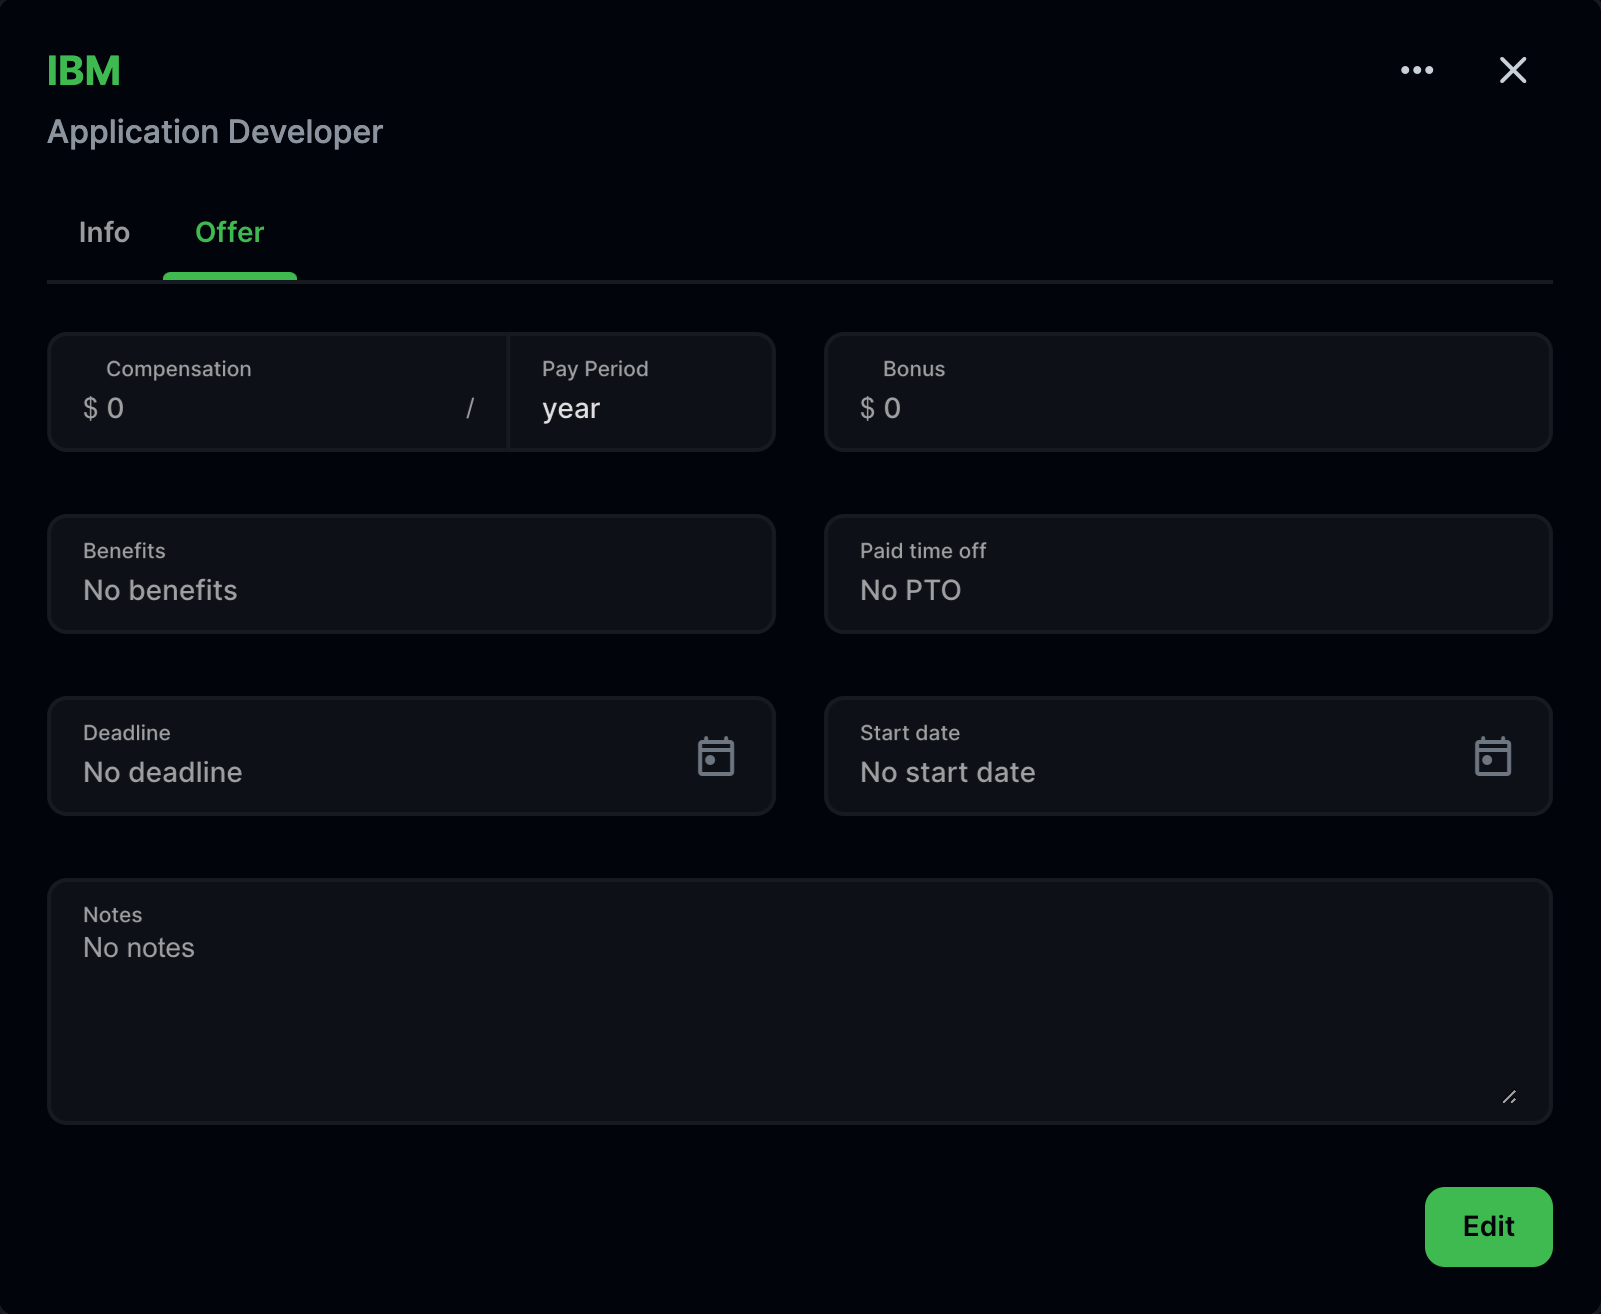 IBM
Application Developer
Info
Offer
Compensation
$ 0 /
Pay Period
year
Bonus
$ 0
Benefits
No benefits
Paid time off
No PTO
Deadline
No deadline
Start date
No start date
Notes
No notes
Edit